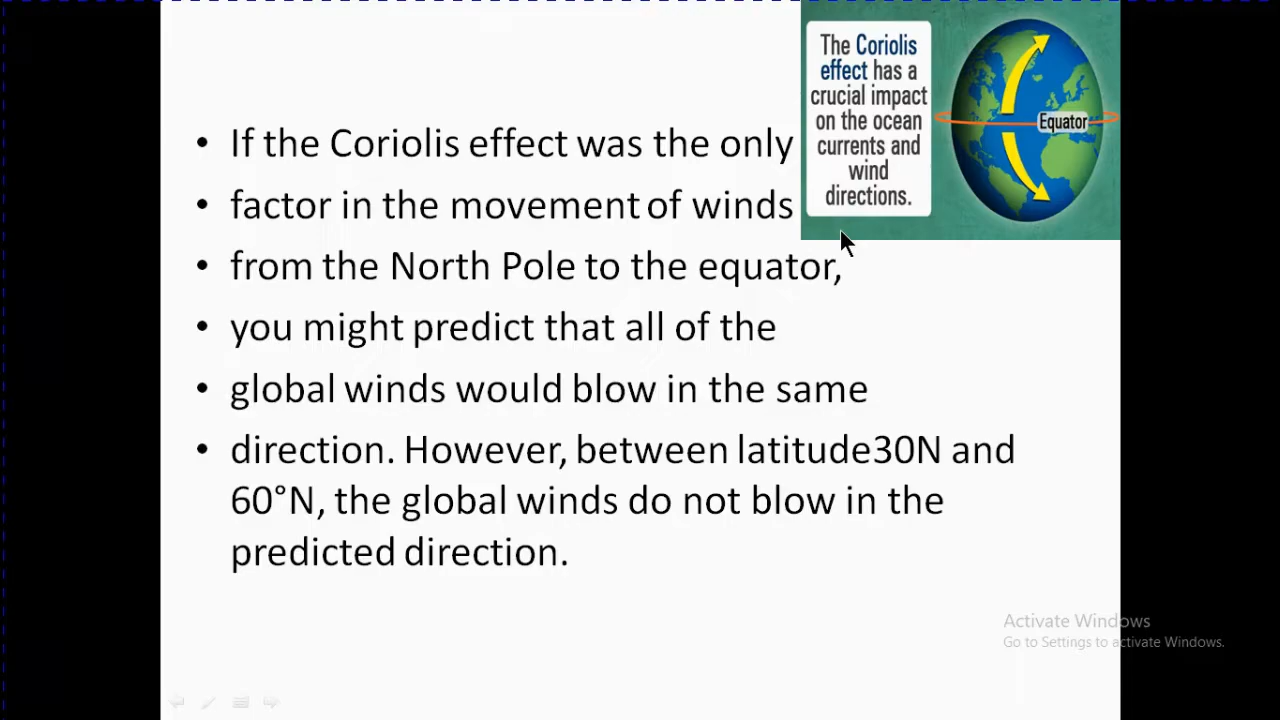 The Coriolis
effect has a
crucial impact
on the ocean
currents and
wind
directions.
Equator
• If the Coriolis effect was the only
• factor in the movement of winds
• from the North Pole to the equator,
• you might predict that all of the
• global winds would blow in the same
• direction. However, between latitude30N and
60°N, the global winds do not blow in the
predicted direction.
Activate Windows
Go to Settings to activate Windows.